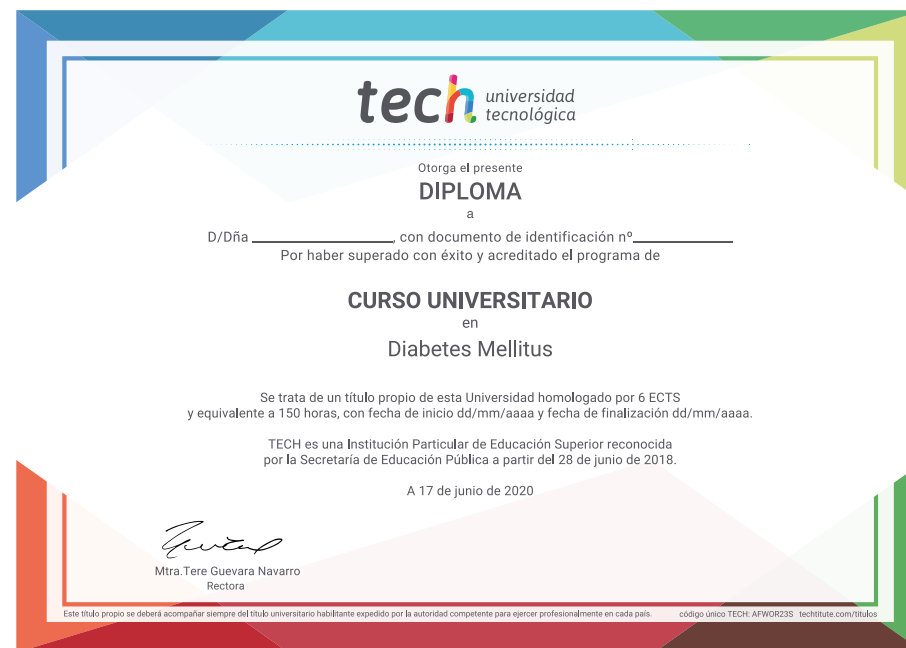 tech universidad
tecnológica
Otorga el presente
DIPLOMA
a
D/Dña ____________________, con documento de identificación nº______________
Por haber superado con éxito y acreditado el programa de
CURSO UNIVERSITARIO
en
Diabetes Mellitus
Se trata de un título propio de esta Universidad homologado por 6 ECTS
y equivalente a 150 horas, con fecha de inicio dd/mm/aaaa y fecha de finalización dd/mm/aaaa.
TECH es una Institución Particular de Educación Superior reconocida
por la Secretaría de Educación Pública a partir del 28 de junio de 2018.
A 17 de junio de 2020
Mtra.Tere Guevara Navarro
Rectora
Este título propio se deberá acompañar siempre del título universitario habilitante expedido por la autoridad competente para ejercer profesionalmente en cada país. código único TECH: AFWOR23S techtitute.com/titulos